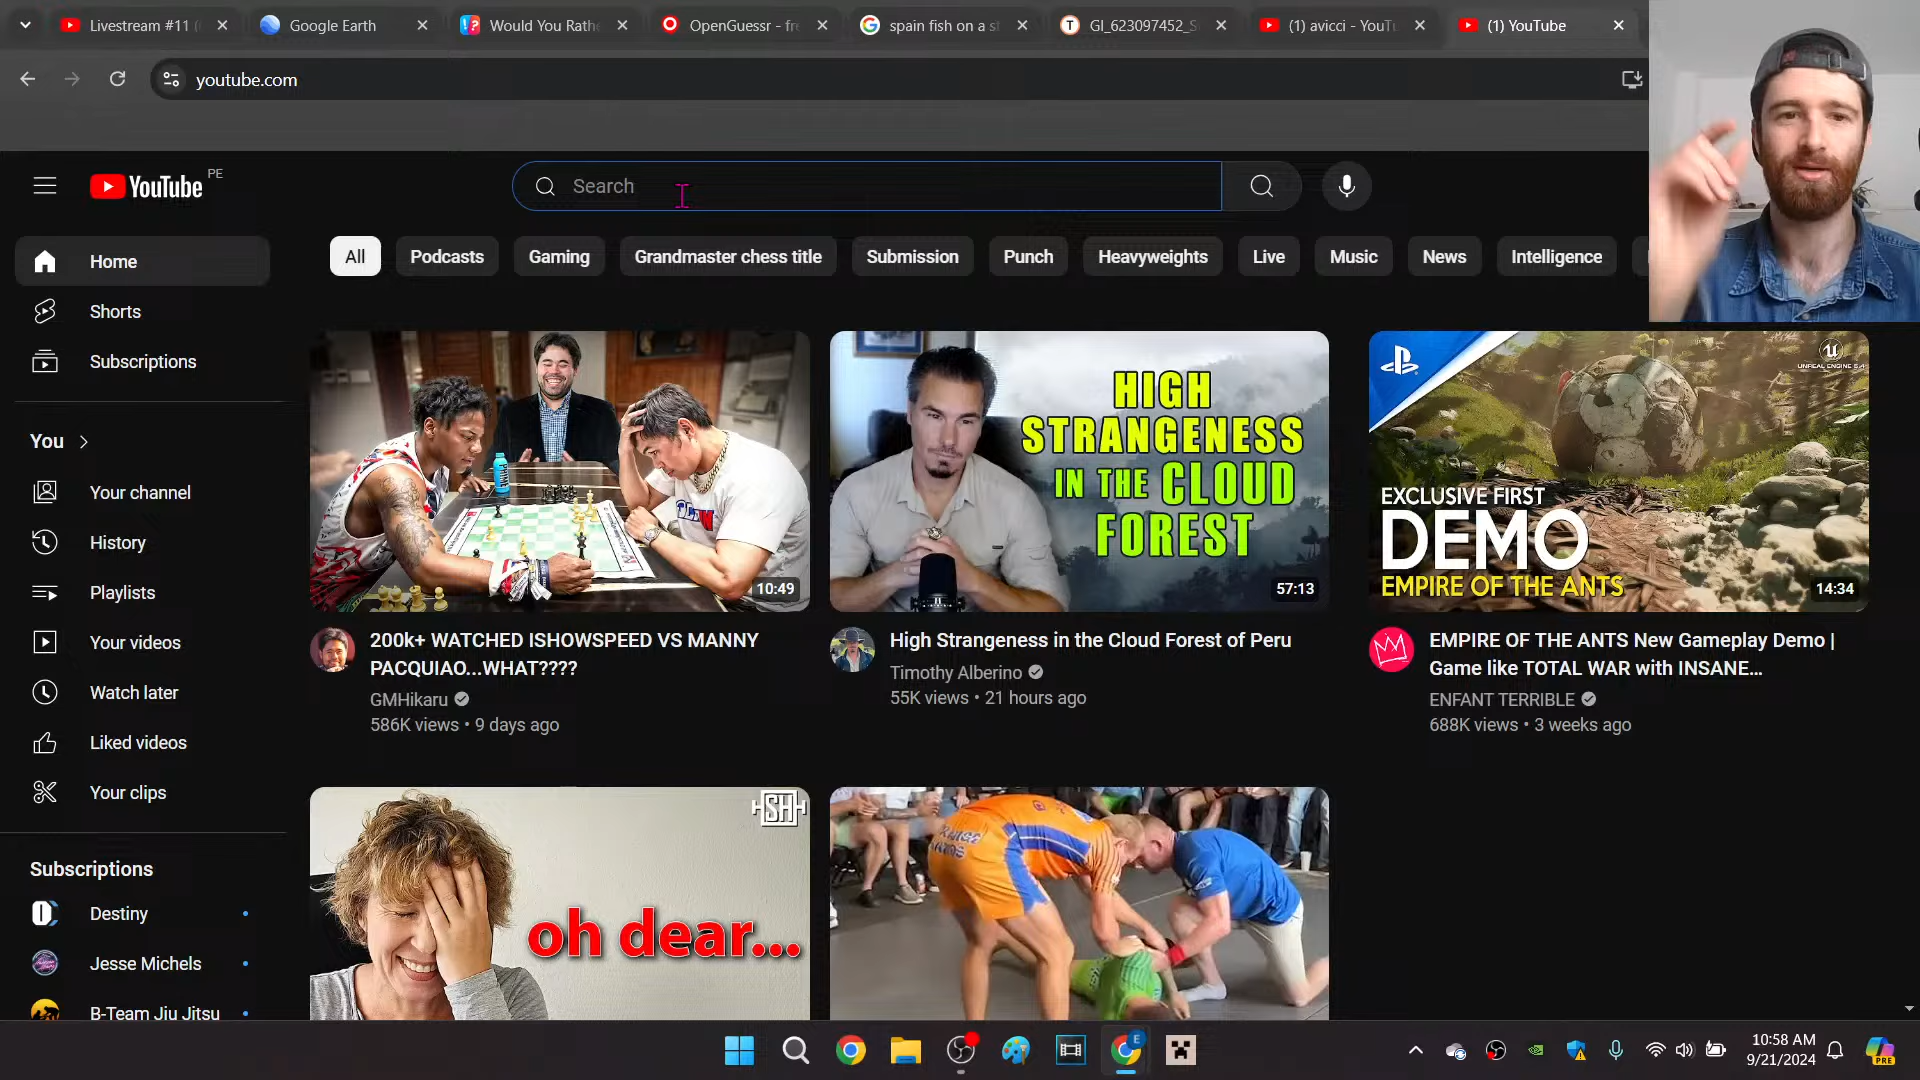 Livestream #11
Google Earth
Would You Rath
OpenGuessr - fr
spain fish on a s
GI_623097452_S
(1) avicci - YouTu
(1) YouTube
youtube.com
YouTube PE
Search
All
Podcasts
Gaming
Grandmaster chess title
Submission
Punch
Heavyweights
Live
Music
News
Intelligence
Home
Shorts
Subscriptions
You
Your channel
History
Playlists
Your videos
Watch later
Liked videos
Your clips
Subscriptions
Destiny
Jesse Michels
B-Team Jiu Jitsu
10:49
200k+ WATCHED ISHOWSPEED VS MANNY
PACQUIAO...WHAT????
GMHikaru
586K views • 9 days ago
HIGH
STRANGENESS
IN THE CLOUD
FOREST
57:13
High Strangeness in the Cloud Forest of Peru
Timothy Alberino
55K views • 21 hours ago
UNREAL ENGINE 5.4
EXCLUSIVE FIRST
DEMO
EMPIRE OF THE ANTS
14:34
EMPIRE OF THE ANTS New Gameplay Demo |
Game like TOTAL WAR with INSANE...
ENFANT TERRIBLE
688K views • 3 weeks ago
SH
oh dear...
10:58 AM
9/21/2024
E
PRE